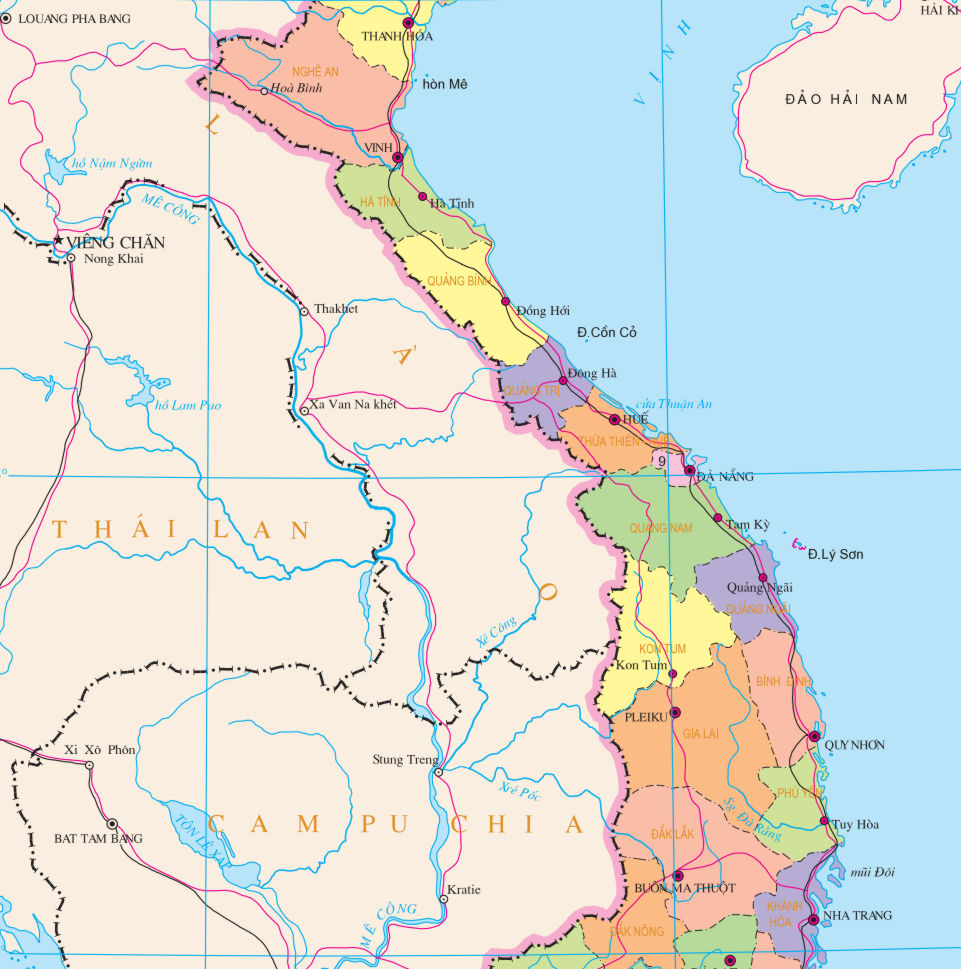 LOUANG PHA BANG
THANH HÓA
HẢI KH
NGHỆ AN
hòn Mê
V I N H
Hoà Bình
ĐẢO HẢI NAM
L
VINH
hồ Nậm Ngừm
HÀ TĨNH
Hà Tĩnh
MÊ CÔNG
VIÊNG CHĂN
Nong Khai
QUẢNG BÌNH
Thakhet
Đồng Hới
Đ.Cồn Cỏ
À
Đông Hà
QUẢNG TRỊ
hồ Lam Pao
Xa Van Na khét
cửa Thuận An
HUẾ
THỪA THIÊN HUẾ
9
ĐÀ NẴNG
THÁI LAN
QUẢNG NAM
Tam Kỳ
Đ.Lý Sơn
Quảng Ngãi
O
QUẢNG NGÃI
Xê Công
KON TUM
Kon Tum
BÌNH ĐỊNH
PLEIKU
GIA LAI
QUY NHƠN
Xi Xô Phôn
Stung Treng
Xrê Pốc
PHÚ YÊN
Sg Đà Rằng
TÔN LÊ XAP
CAMPUCHIA
Tuy Hòa
BAT TAM BANG
ĐẮK LẮK
mũi Đôi
Kratie
BUÔN MA THUỘT
KHÁNH
HÒA
NHA TRANG
MÊ CÔNG
ĐẮK NÔNG